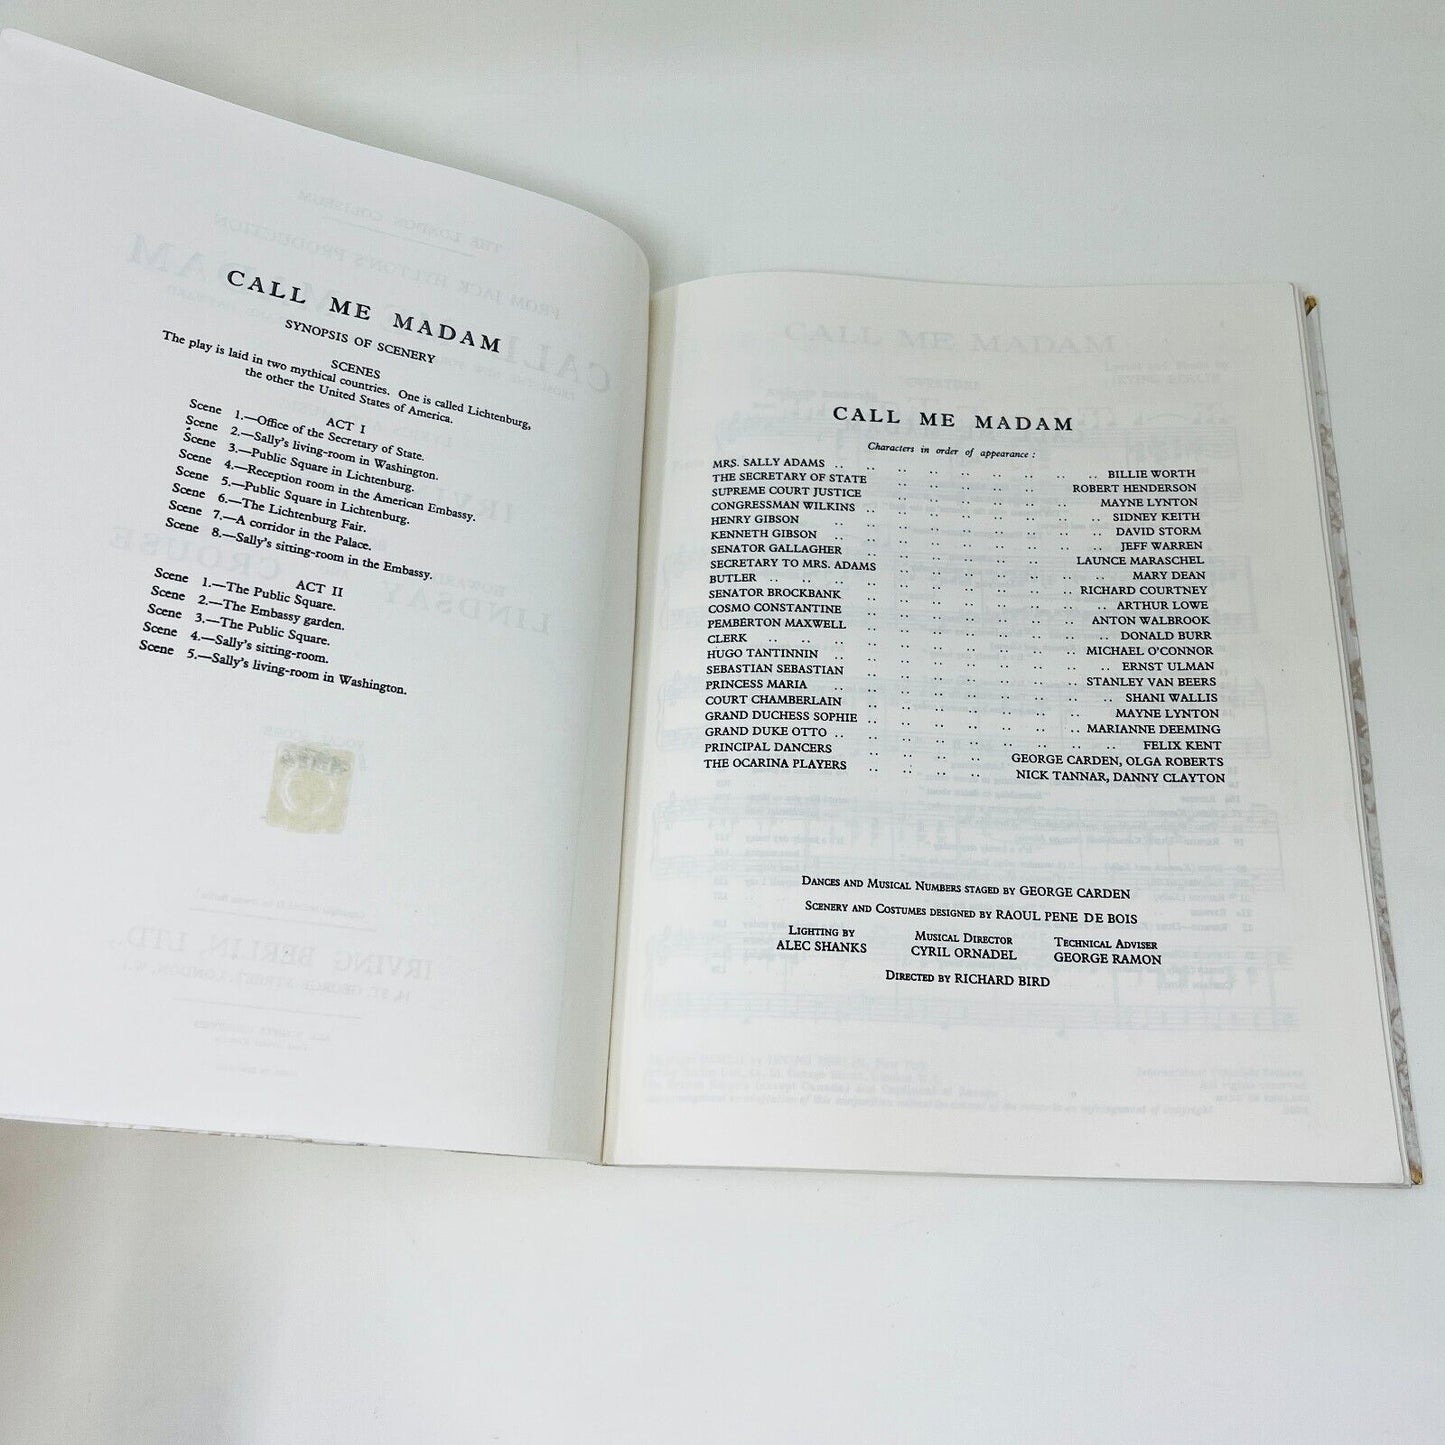 CALL ME MADAM
SYNOPSIS OF SCENERY
SCENES
The play is laid in two mythical countries. One is called Lichtenburg,
the other the United States of America.
ACT I
Scene 1.—Office of the Secretary of State.
Scene 2.—Sally's living-room in Washington.
Scene 3.—Public Square in Lichtenburg.
Scene 4.—Reception room in the American Embassy.
Scene 5.—Public Square in Lichtenburg.
Scene 6.—The Lichtenburg Fair.
Scene 7.—A corridor in the Palace.
Scene 8.—Sally's sitting-room in the Embassy.
ACT II
Scene 1.—The Public Square.
Scene 2.—The Embassy garden.
Scene 3.—The Public Square.
Scene 4.—Sally's sitting-room.
Scene 5.—Sally's living-room in Washington.
CALL ME MADAM
Characters in order of appearance :
MRS. SALLY ADAMS .. .. .. .. .. .. .. .. .. BILLIE WORTH
THE SECRETARY OF STATE .. .. .. .. .. .. ROBERT HENDERSON
SUPREME COURT JUSTICE .. .. .. .. .. .. MAYNE LYNTON
CONGRESSMAN WILKINS .. .. .. .. .. .. .. .. SIDNEY KEITH
HENRY GIBSON .. .. .. .. .. .. .. .. .. DAVID STORM
KENNETH GIBSON .. .. .. .. .. .. .. .. .. JEFF WARREN
SENATOR GALLAGHER .. .. .. .. .. .. .. LAUNCE MARASCHEL
SECRETARY TO MRS. ADAMS .. .. .. .. .. .. .. MARY DEAN
BUTLER .. .. .. .. .. .. .. .. .. .. RICHARD COURTNEY
SENATOR BROCKBANK .. .. .. .. .. .. .. .. ARTHUR LOWE
COSMO CONSTANTINE .. .. .. .. .. .. .. ANTON WALBROOK
PEMBERTON MAXWELL .. .. .. .. .. .. .. .. DONALD BURR
CLERK .. .. .. .. .. .. .. .. .. .. MICHAEL O'CONNOR
HUGO TANTINNIN .. .. .. .. .. .. .. .. .. ERNST ULMAN
SEBASTIAN SEBASTIAN .. .. .. .. .. .. .. STANLEY VAN BEERS
PRINCESS MARIA .. .. .. .. .. .. .. .. .. SHANI WALLIS
COURT CHAMBERLAIN .. .. .. .. .. .. .. MAYNE LYNTON
GRAND DUCHESS SOPHIE .. .. .. .. .. .. .. MARIANNE DEEMING
GRAND DUKE OTTO .. .. .. .. .. .. .. .. .. FELIX KENT
PRINCIPAL DANCERS .. .. .. .. GEORGE CARDEN, OLGA ROBERTS
THE OCARINA PLAYERS .. .. .. .. NICK TANNAR, DANNY CLAYTON
DANCES AND MUSICAL NUMBERS STAGED BY GEORGE CARDEN
SCENERY AND COSTUMES DESIGNED BY RAOUL PENE DE BOIS
LIGHTING BY MUSICAL DIRECTOR TECHNICAL ADVISER
ALEC SHANKS CYRIL ORNADEL GEORGE RAMON
DIRECTED BY RICHARD BIRD